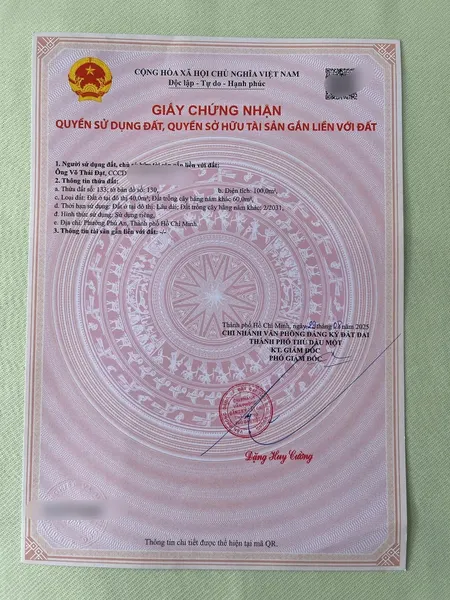 CỘNG HÒA XÃ HỘI CHỦ NGHĨA VIỆT NAM
Độc lập - Tự do - Hạnh phúc
GIẤY CHỨNG NHẬN
QUYỀN SỬ DỤNG ĐẤT, QUYỀN SỞ HỮU TÀI SẢN GẮN LIỀN VỚI ĐẤT
1. Người sử dụng đất, chủ sở hữu tài sản gắn liền với đất:
Ông Võ Thái Đạt, CCCD
2. Thông tin thửa đất:
a. Thửa đất số: 133; tờ bản đồ số: 150, b. Diện tích: 100,0m²,
c. Loại đất: Đất ở tại đô thị 40,0m²; Đất trồng cây hằng năm khác 60,0m².
d. Thời hạn sử dụng: Đất ở tại đô thị: Lâu dài; Đất trồng cây hằng năm khác: 2/2031,
đ. Hình thức sử dụng: Sử dụng riêng,
e. Địa chỉ: Phường Phú An, Thành phố Hồ Chí Minh.
3. Thông tin tài sản gắn liền với đất: -/-
Thành phố Hồ Chí Minh, ngày tháng năm 2025
CHI NHÁNH VĂN PHÒNG ĐĂNG KÝ ĐẤT ĐAI
THÀNH PHỐ THỦ DẦU MỘT
KT. GIÁM ĐỐC
PHÓ GIÁM ĐỐC
Đặng Huy Cường
Thông tin chi tiết được thể hiện tại mã QR.